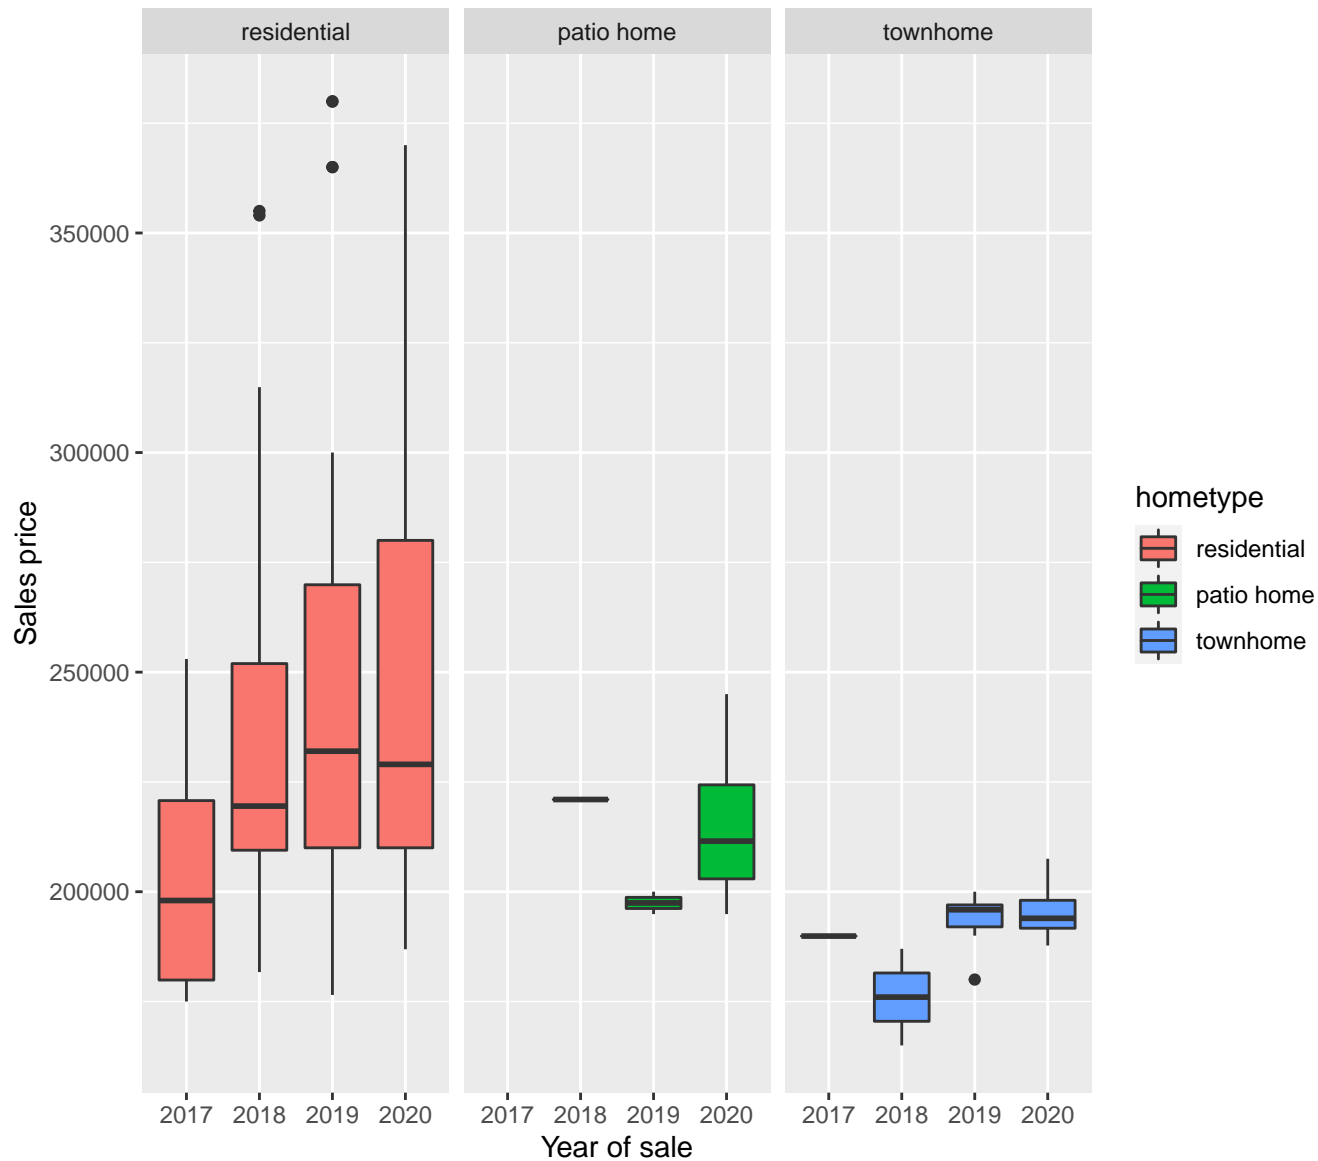 residential
patio home
townhome
350000
300000
250000
200000
Sales price
2017 2018 2019 2020
2017 2018 2019 2020
2017 2018 2019 2020
Year of sale
hometype
residential
patio home
townhome